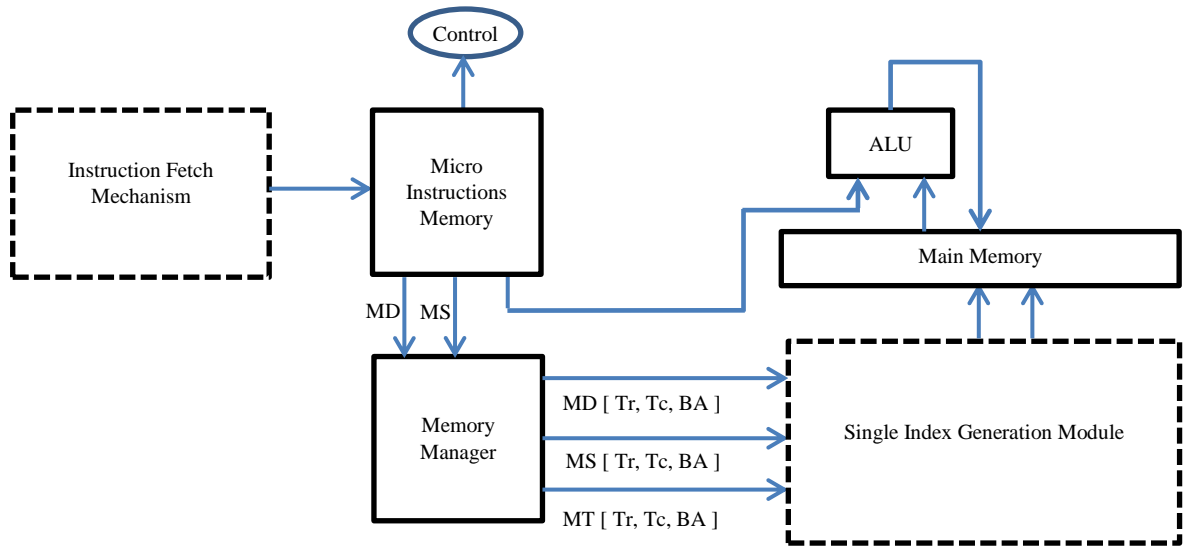 Control
Instruction Fetch
Mechanism
Micro
Instructions
Memory
ALU
Main Memory
MD
MS
Memory
Manager
MD [ Tr, Tc, BA ]
MS [ Tr, Tc, BA ]
MT [ Tr, Tc, BA ]
Single Index Generation Module